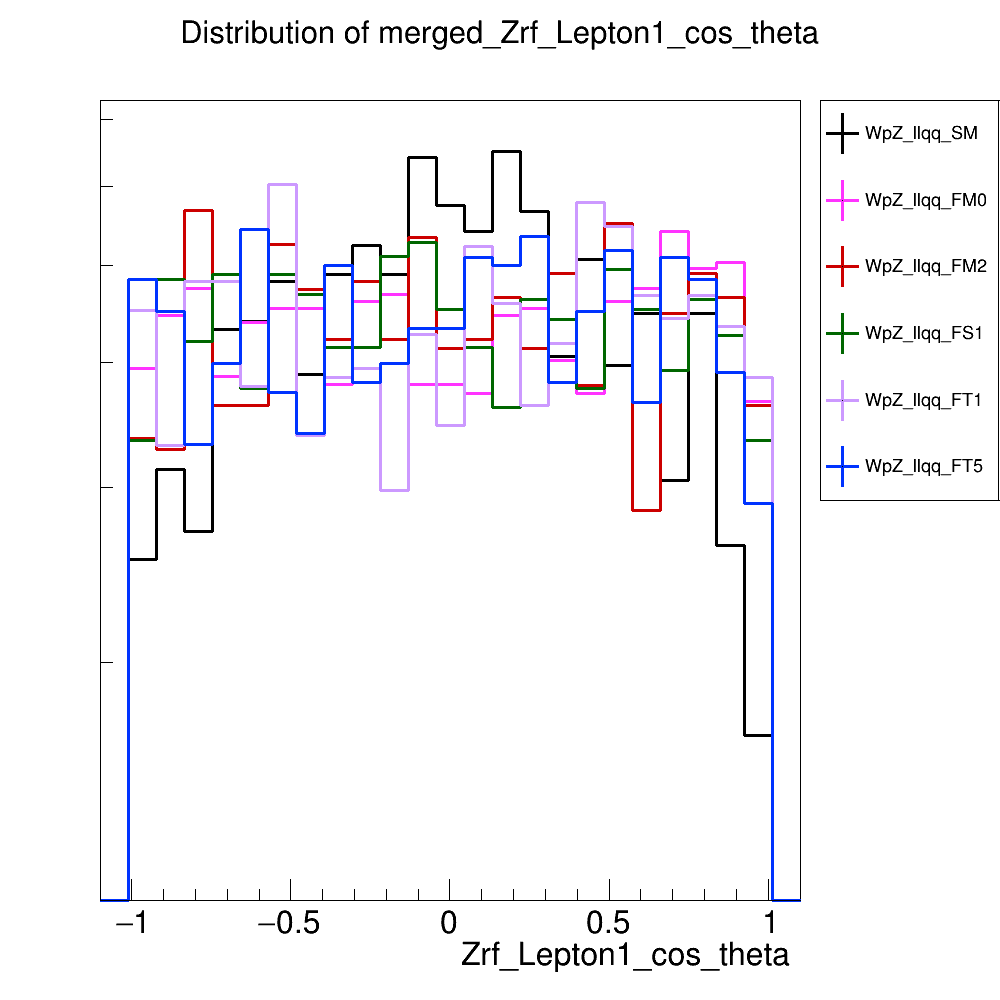 Distribution of merged_Zrf_Lepton1_cos_theta
WpZ_llqq_SM
WpZ_llqq_FM0
WpZ_llqq_FM2
WpZ_llqq_FS1
WpZ_llqq_FT1
WpZ_llqq_FT5
−1 −0.5 0 0.5 1
Zrf_Lepton1_cos_theta